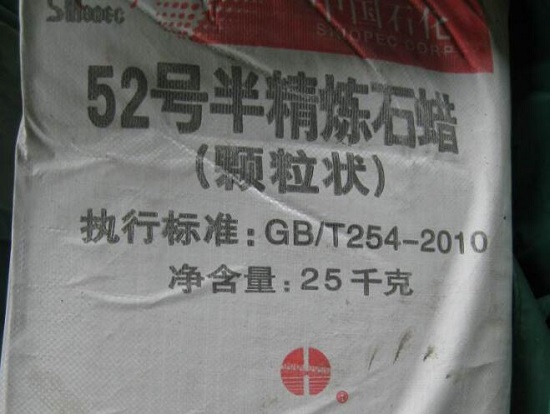 Sinopec
中国石化
SINOPEC CORP
52号半精炼石蜡
(颗粒状)
执行标准:GB/T254-2010
净含量:25千克